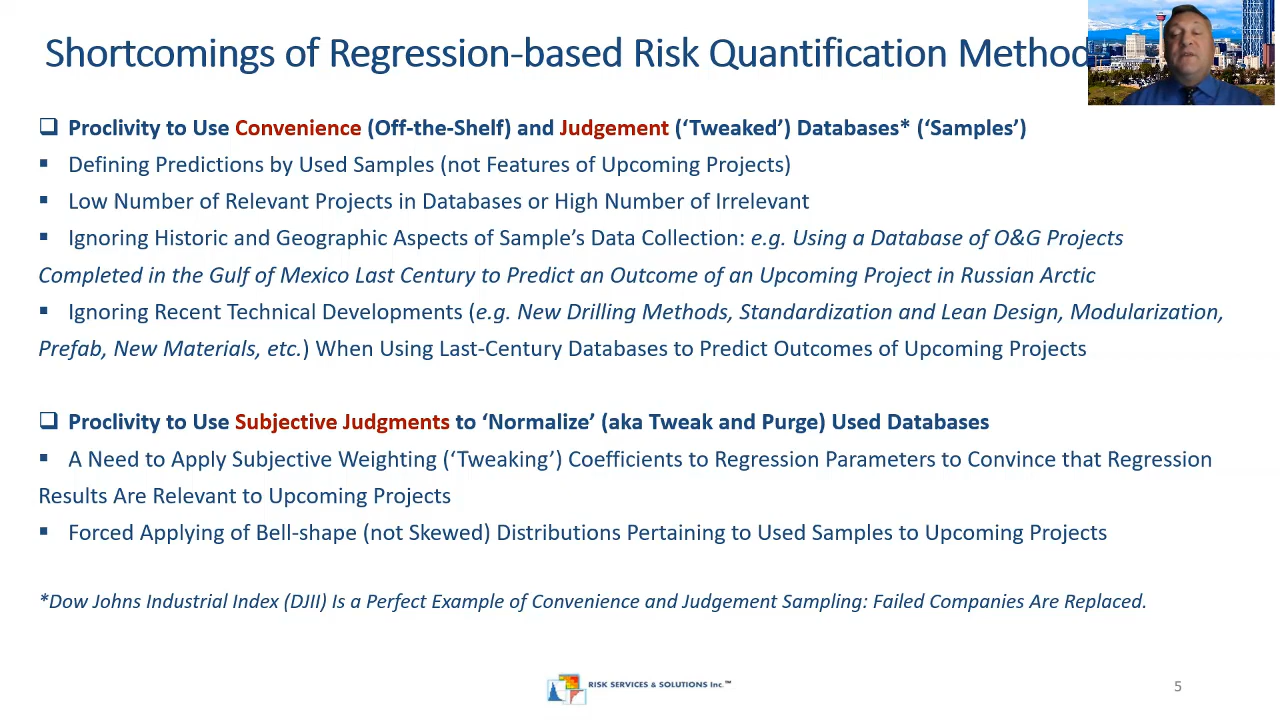 Shortcomings of Regression-based Risk Quantification Method
❑ Proclivity to Use Convenience (Off-the-Shelf) and Judgement (‘Tweaked’) Databases* (‘Samples’)
▪ Defining Predictions by Used Samples (not Features of Upcoming Projects)
▪ Low Number of Relevant Projects in Databases or High Number of Irrelevant
▪ Ignoring Historic and Geographic Aspects of Sample’s Data Collection: e.g. Using a Database of O&G Projects
Completed in the Gulf of Mexico Last Century to Predict an Outcome of an Upcoming Project in Russian Arctic
▪ Ignoring Recent Technical Developments (e.g. New Drilling Methods, Standardization and Lean Design, Modularization,
Prefab, New Materials, etc.) When Using Last-Century Databases to Predict Outcomes of Upcoming Projects
❑ Proclivity to Use Subjective Judgments to ‘Normalize’ (aka Tweak and Purge) Used Databases
▪ A Need to Apply Subjective Weighting (‘Tweaking’) Coefficients to Regression Parameters to Convince that Regression
Results Are Relevant to Upcoming Projects
▪ Forced Applying of Bell-shape (not Skewed) Distributions Pertaining to Used Samples to Upcoming Projects
*Dow Johns Industrial Index (DJII) Is a Perfect Example of Convenience and Judgement Sampling: Failed Companies Are Replaced.
RISK SERVICES & SOLUTIONS Inc.™
5